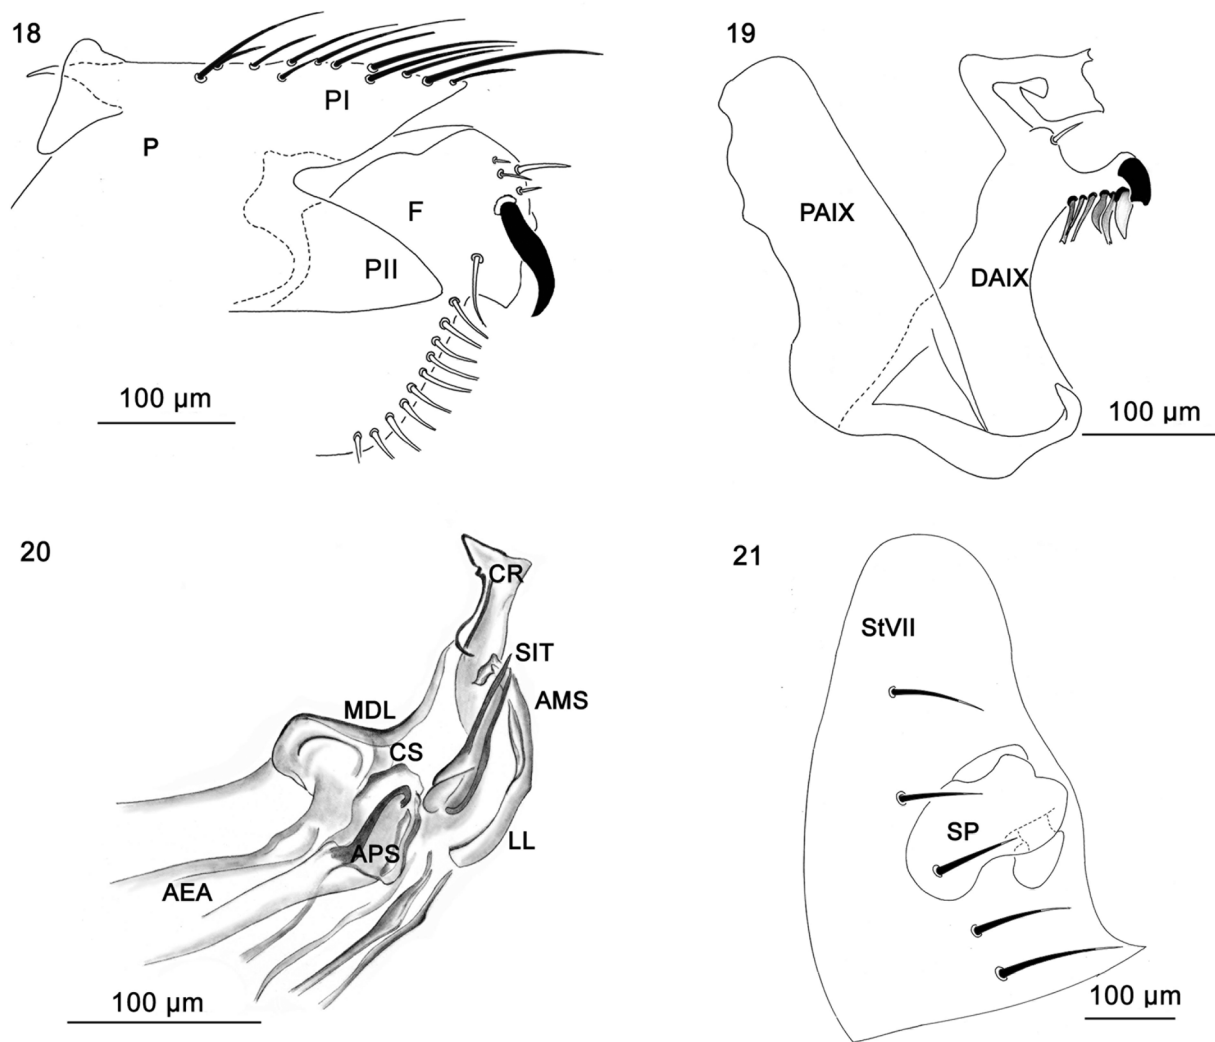 18
PI
P
F
PII
100 µm
19
PAIX
DAIX
100 µm
20
CR
SIT
AMS
MDL
CS
LL
APS
AEA
100 µm
21
StVII
SP
100 µm